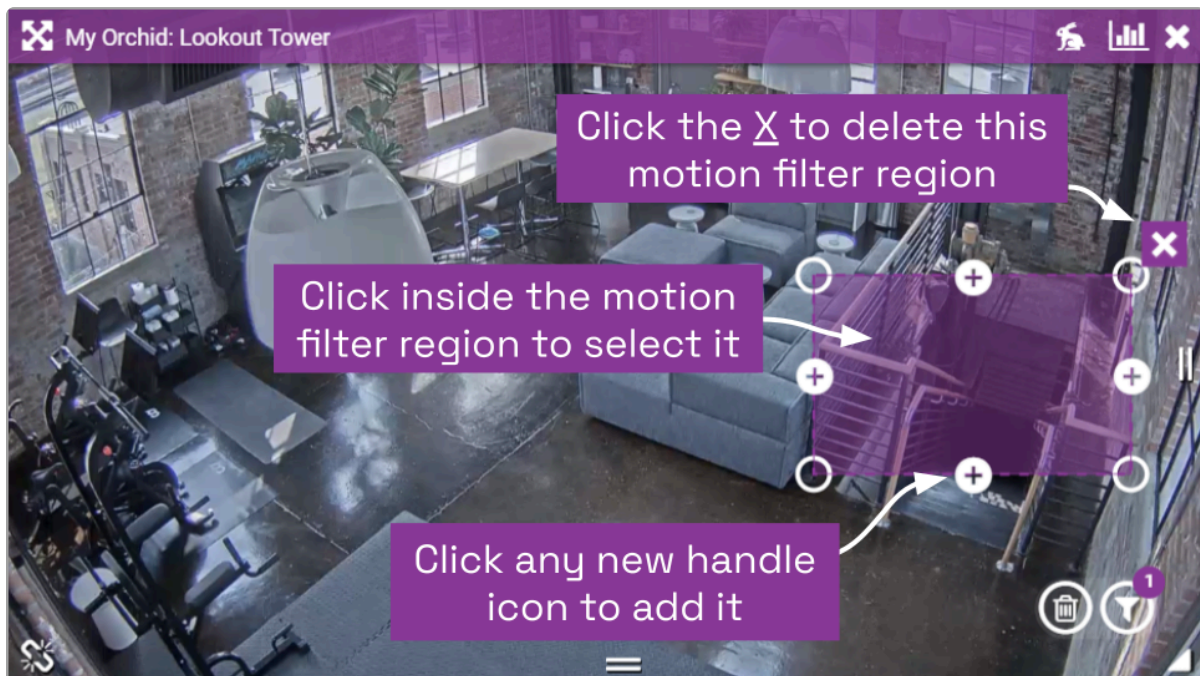 My Orchid: Lookout Tower
Click the X to delete this
motion filter region
Click inside the motion
filter region to select it
Click any new handle
icon to add it
1